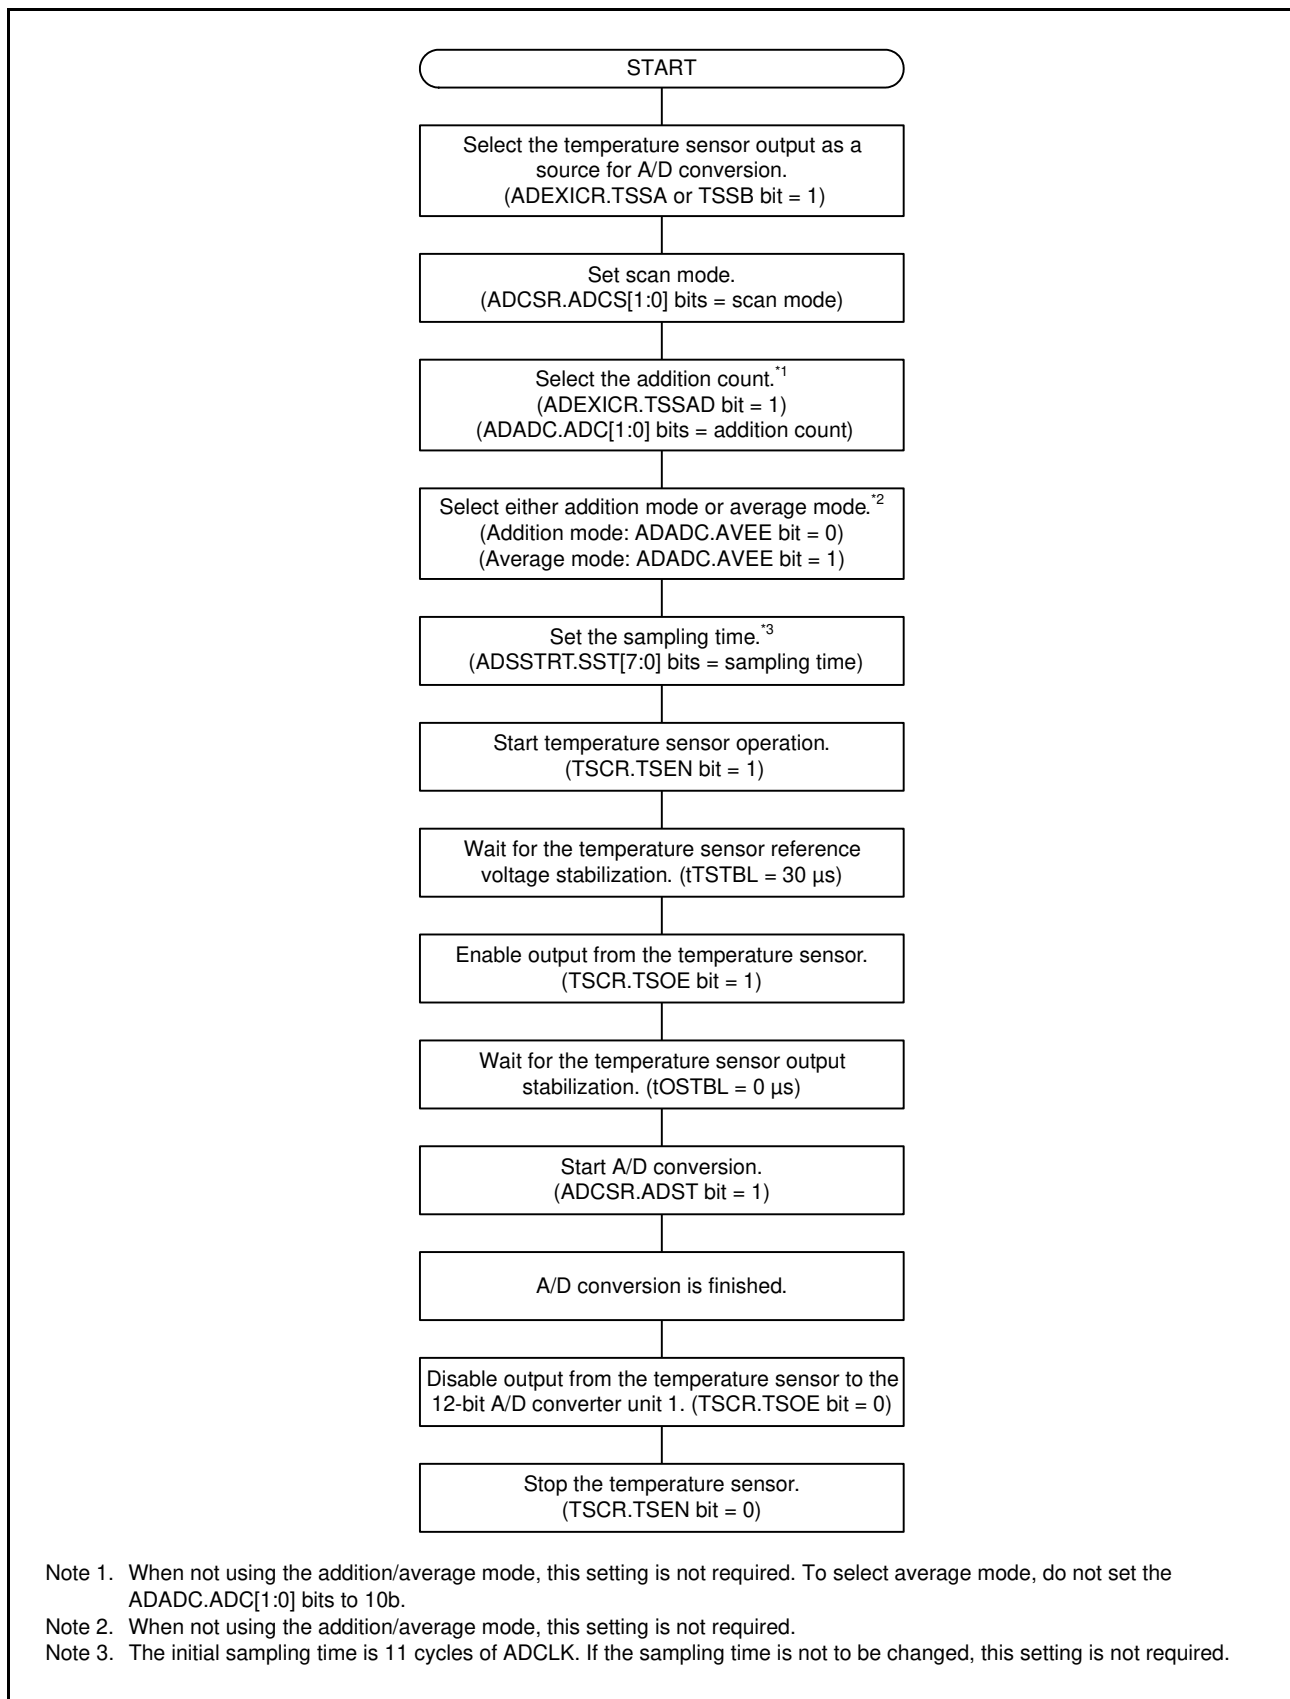 START
Select the temperature sensor output as a
source for A/D conversion.
(ADEXICR.TSSA or TSSB bit = 1)
Set scan mode.
(ADCSR.ADCS[1:0] bits = scan mode)
Select the addition count.*1
(ADEXICR.TSSAD bit = 1)
(ADADC.ADC[1:0] bits = addition count)
Select either addition mode or average mode.*2
(Addition mode: ADADC.AVEE bit = 0)
(Average mode: ADADC.AVEE bit = 1)
Set the sampling time.*3
(ADSSTRT.SST[7:0] bits = sampling time)
Start temperature sensor operation.
(TSCR.TSEN bit = 1)
Wait for the temperature sensor reference
voltage stabilization. (tTSTBL = 30 µs)
Enable output from the temperature sensor.
(TSCR.TSOE bit = 1)
Wait for the temperature sensor output
stabilization. (tOSTBL = 0 µs)
Start A/D conversion.
(ADCSR.ADST bit = 1)
A/D conversion is finished.
Disable output from the temperature sensor to the
12-bit A/D converter unit 1. (TSCR.TSOE bit = 0)
Stop the temperature sensor.
(TSCR.TSEN bit = 0)
Note 1. When not using the addition/average mode, this setting is not required. To select average mode, do not set the
ADADC.ADC[1:0] bits to 10b.
Note 2. When not using the addition/average mode, this setting is not required.
Note 3. The initial sampling time is 11 cycles of ADCLK. If the sampling time is not to be changed, this setting is not required.